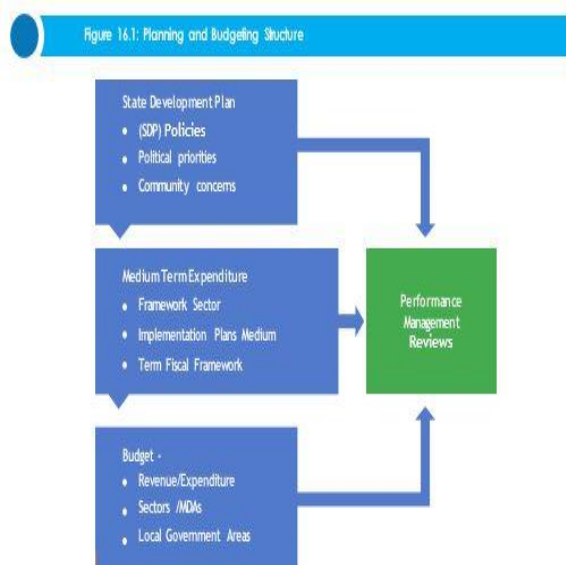 Figure 16.1: Planning and Budgeting Structure
State Development Plan
• (SDP) Policies
• Political priorities
• Community concerns
Medium Term Expenditure
• Framework Sector
• Implementation Plans Medium
• Term Fiscal Framework
Performance
Management
Reviews
Budget -
• Revenue/Expenditure
• Sectors /MDAs
• Local Government Areas